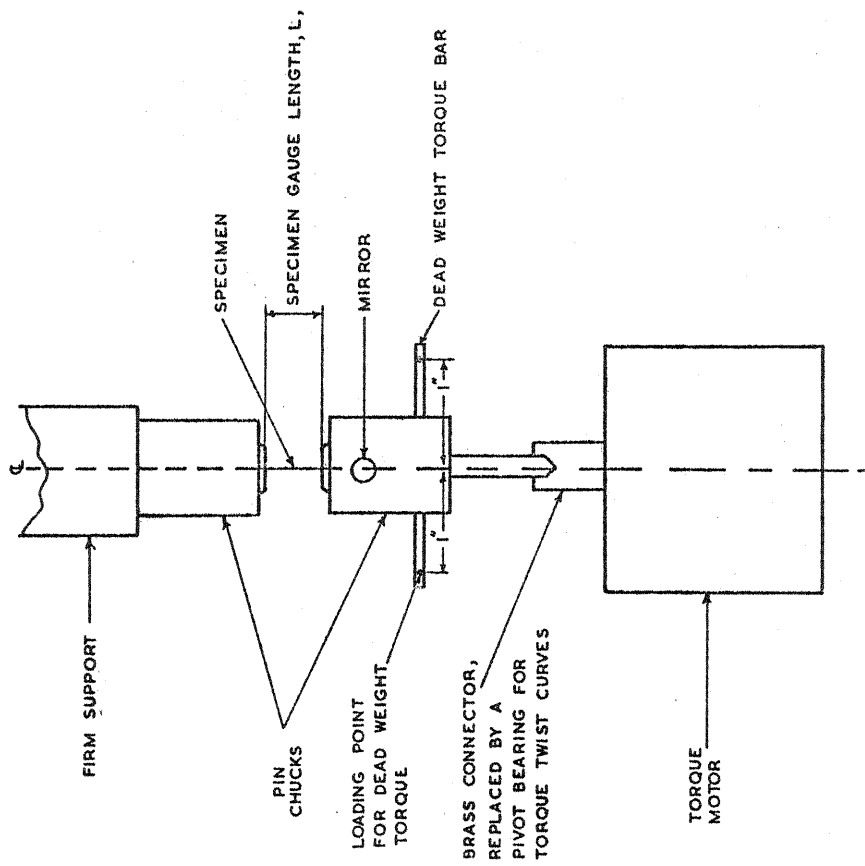 ℄
FIRM SUPPORT
SPECIMEN
SPECIMEN GAUGE LENGTH, L,
PIN
CHUCKS
MIRROR
LOADING POINT
FOR DEAD WEIGHT
TORQUE
1"
1"
DEAD WEIGHT TORQUE BAR
BRASS CONNECTOR,
REPLACED BY A
PIVOT BEARING FOR
TORQUE TWIST CURVES
TORQUE
MOTOR